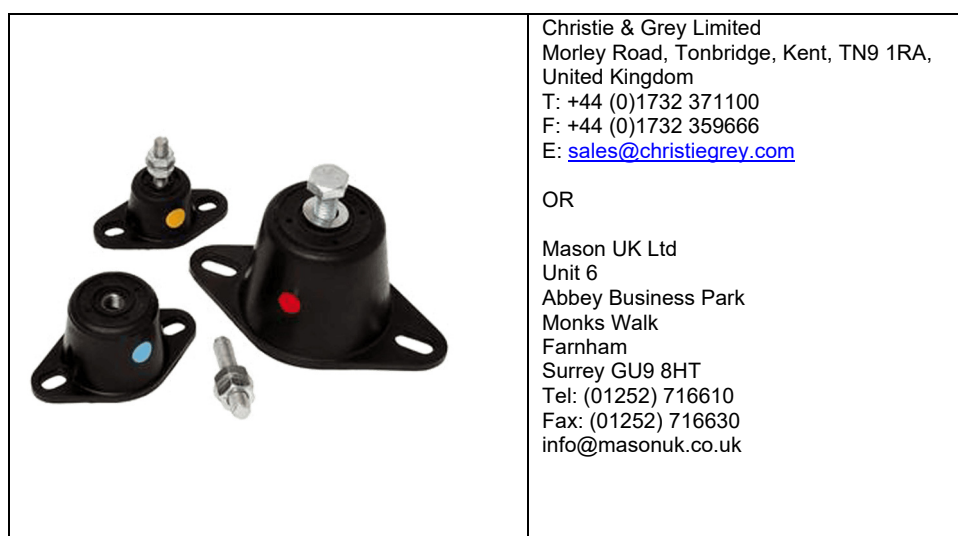 Christie & Grey Limited
Morley Road, Tonbridge, Kent, TN9 1RA,
United Kingdom
T: +44 (0)1732 371100
F: +44 (0)1732 359666
E: sales@christiegrey.com
OR
Mason UK Ltd
Unit 6
Abbey Business Park
Monks Walk
Farnham
Surrey GU9 8HT
Tel: (01252) 716610
Fax: (01252) 716630
info@masonuk.co.uk